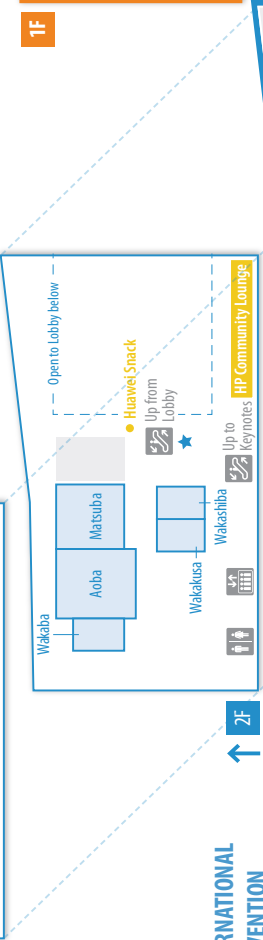 1F
Open to Lobby below
Huawei Snack
Up from
Lobby
HP Community Lounge
Up to
Keynotes
Matsuba
Aoba
Wakaba
Wakashiba
Wakakusa
2F
RNATIONAL
VENTION